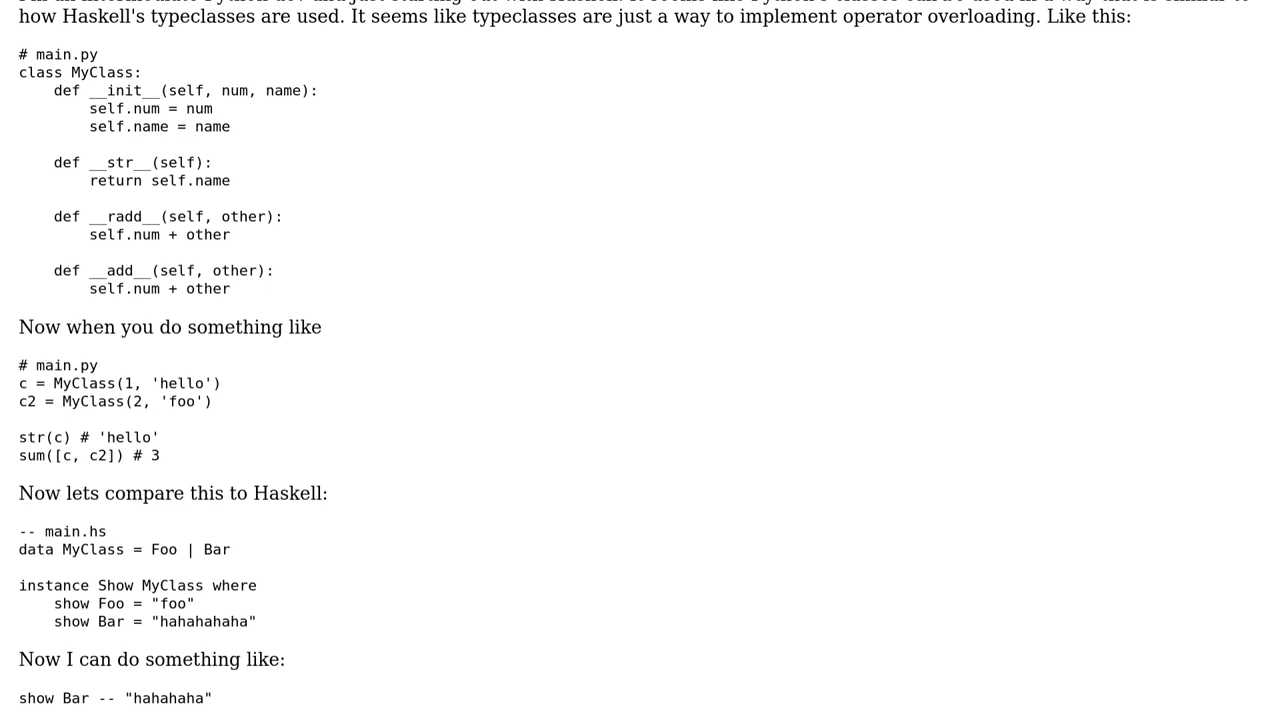 how Haskell's typeclasses are used. It seems like typeclasses are just a way to implement operator overloading. Like this:
# main.py
class MyClass:
    def __init__(self, num, name):
        self.num = num
        self.name = name
    def __str__(self):
        return self.name
    def __radd__(self, other):
        self.num + other
    def __add__(self, other):
        self.num + other
Now when you do something like
# main.py
c = MyClass(1, 'hello')
c2 = MyClass(2, 'foo')
str(c) # 'hello'
sum([c, c2]) # 3
Now lets compare this to Haskell:
-- main.hs
data MyClass = Foo | Bar
instance Show MyClass where
    show Foo = "foo"
    show Bar = "hahahahaha"
Now I can do something like:
show Bar -- "hahahaha"